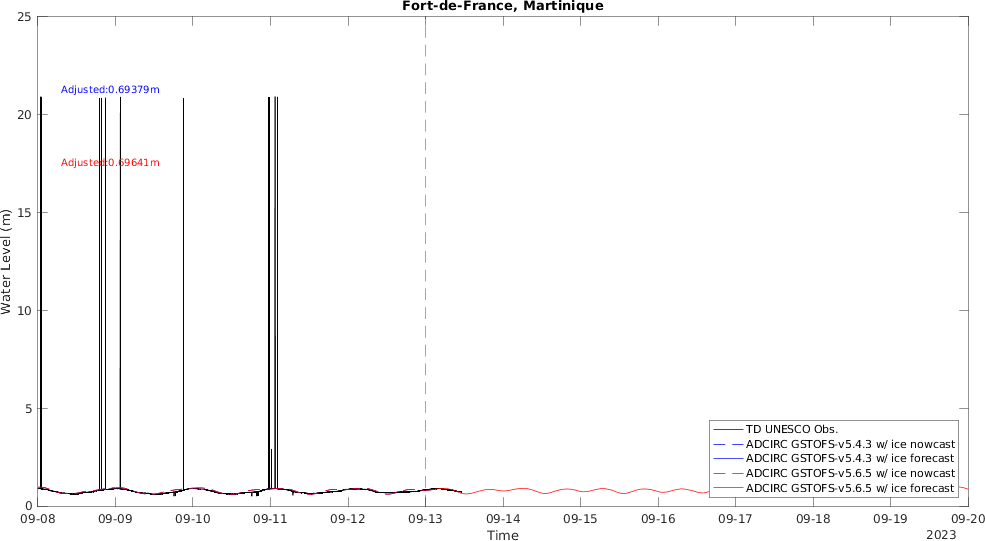 Fort-de-France, Martinique
25
20
15
10
5
0
Water Level (m)
Adjusted:0.69379m
Adjusted:0.69641m
TD UNESCO Obs.
ADCIRC GSTOFS-v5.4.3 w/ ice nowcast
ADCIRC GSTOFS-v5.4.3 w/ ice forecast
ADCIRC GSTOFS-v5.6.5 w/ ice nowcast
ADCIRC GSTOFS-v5.6.5 w/ ice forecast
09-08 09-09 09-10 09-11 09-12 09-13 09-14 09-15 09-16 09-17 09-18 09-19 09-20
Time
2023